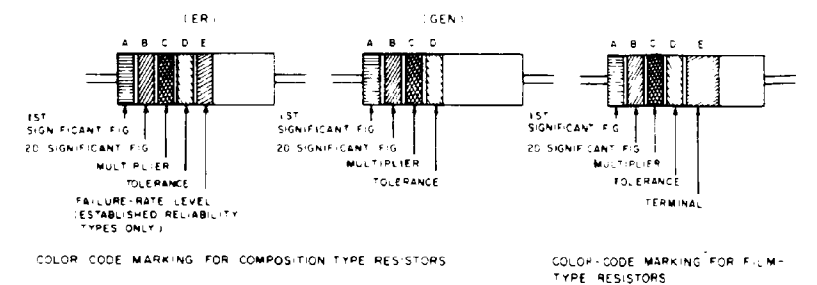 (ER)
(GEN)
A B C D E
A B C D
A B C D E
1ST
SIGNIFICANT FIG
2D SIGNIFICANT FIG
MULTIPLIER
TOLERANCE
FAILURE-RATE LEVEL
(ESTABLISHED RELIABILITY
TYPES ONLY)
1ST
SIGNIFICANT FIG
2D SIGNIFICANT FIG
MULTIPLIER
TOLERANCE
1ST
SIGNIFICANT FIG
2D SIGNIFICANT FIG
MULTIPLIER
TOLERANCE
TERMINAL
COLOR CODE MARKING FOR COMPOSITION TYPE RESISTORS
COLOR-CODE MARKING FOR FILM-
TYPE RESISTORS